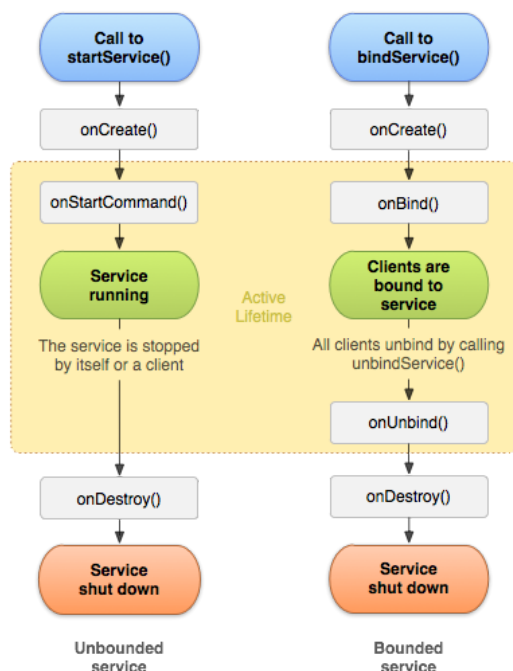 Call to
startService()
onCreate()
onStartCommand()
Service
running
The service is stopped
by itself or a client
onDestroy()
Service
shut down
Unbounded
service
Active
Lifetime
Call to
bindService()
onCreate()
onBind()
Clients are
bound to
service
All clients unbind by calling
unbindService()
onUnbind()
onDestroy()
Service
shut down
Bounded
service